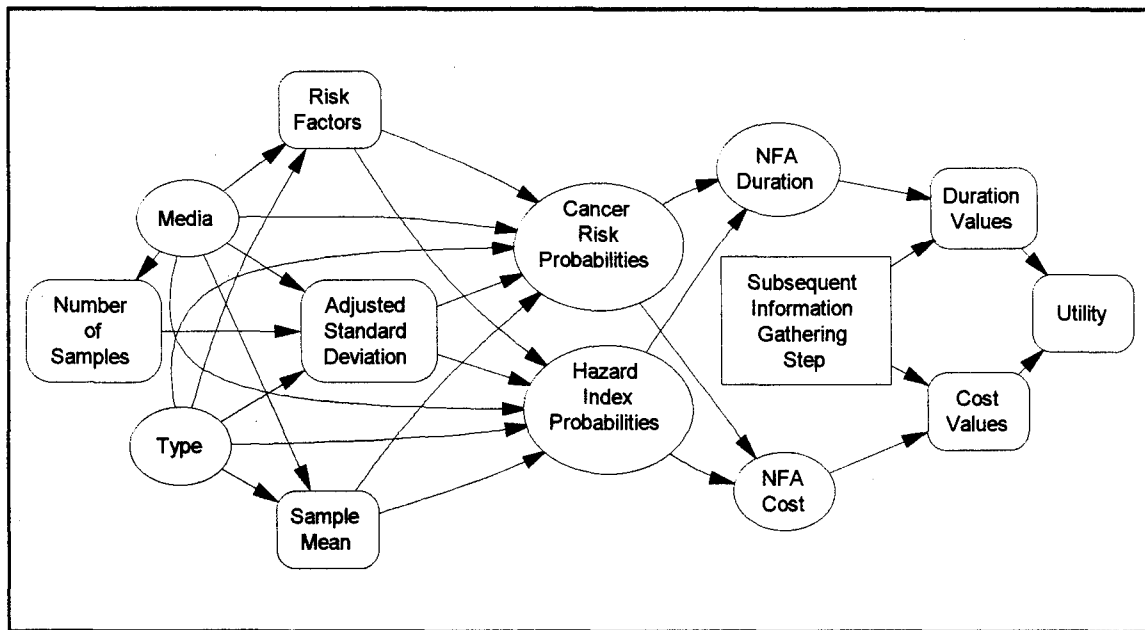 Risk
Factors
Media
Number
of
Samples
Adjusted
Standard
Deviation
Type
Sample
Mean
Cancer
Risk
Probabilities
Hazard
Index
Probabilities
NFA
Duration
Subsequent
Information
Gathering
Step
NFA
Cost
Duration
Values
Cost
Values
Utility